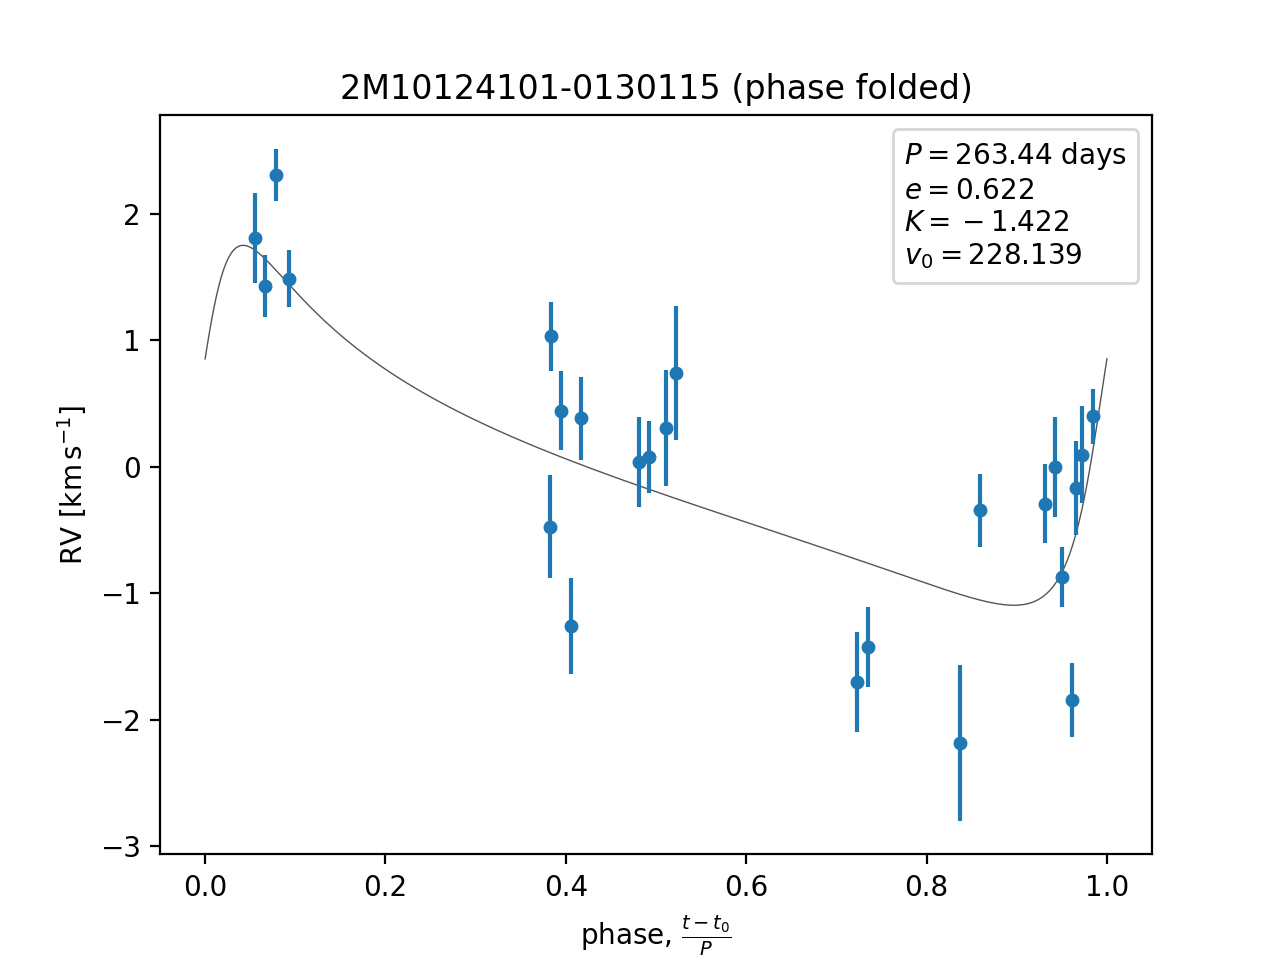 2M10124101-0130115 (phase folded)
P = 263.44 days
e = 0.622
K = −1.422
v₀ = 228.139
RV [km s⁻¹]
2
1
0
−1
−2
−3
0.0 0.2 0.4 0.6 0.8 1.0
phase, (t − t₀)/P